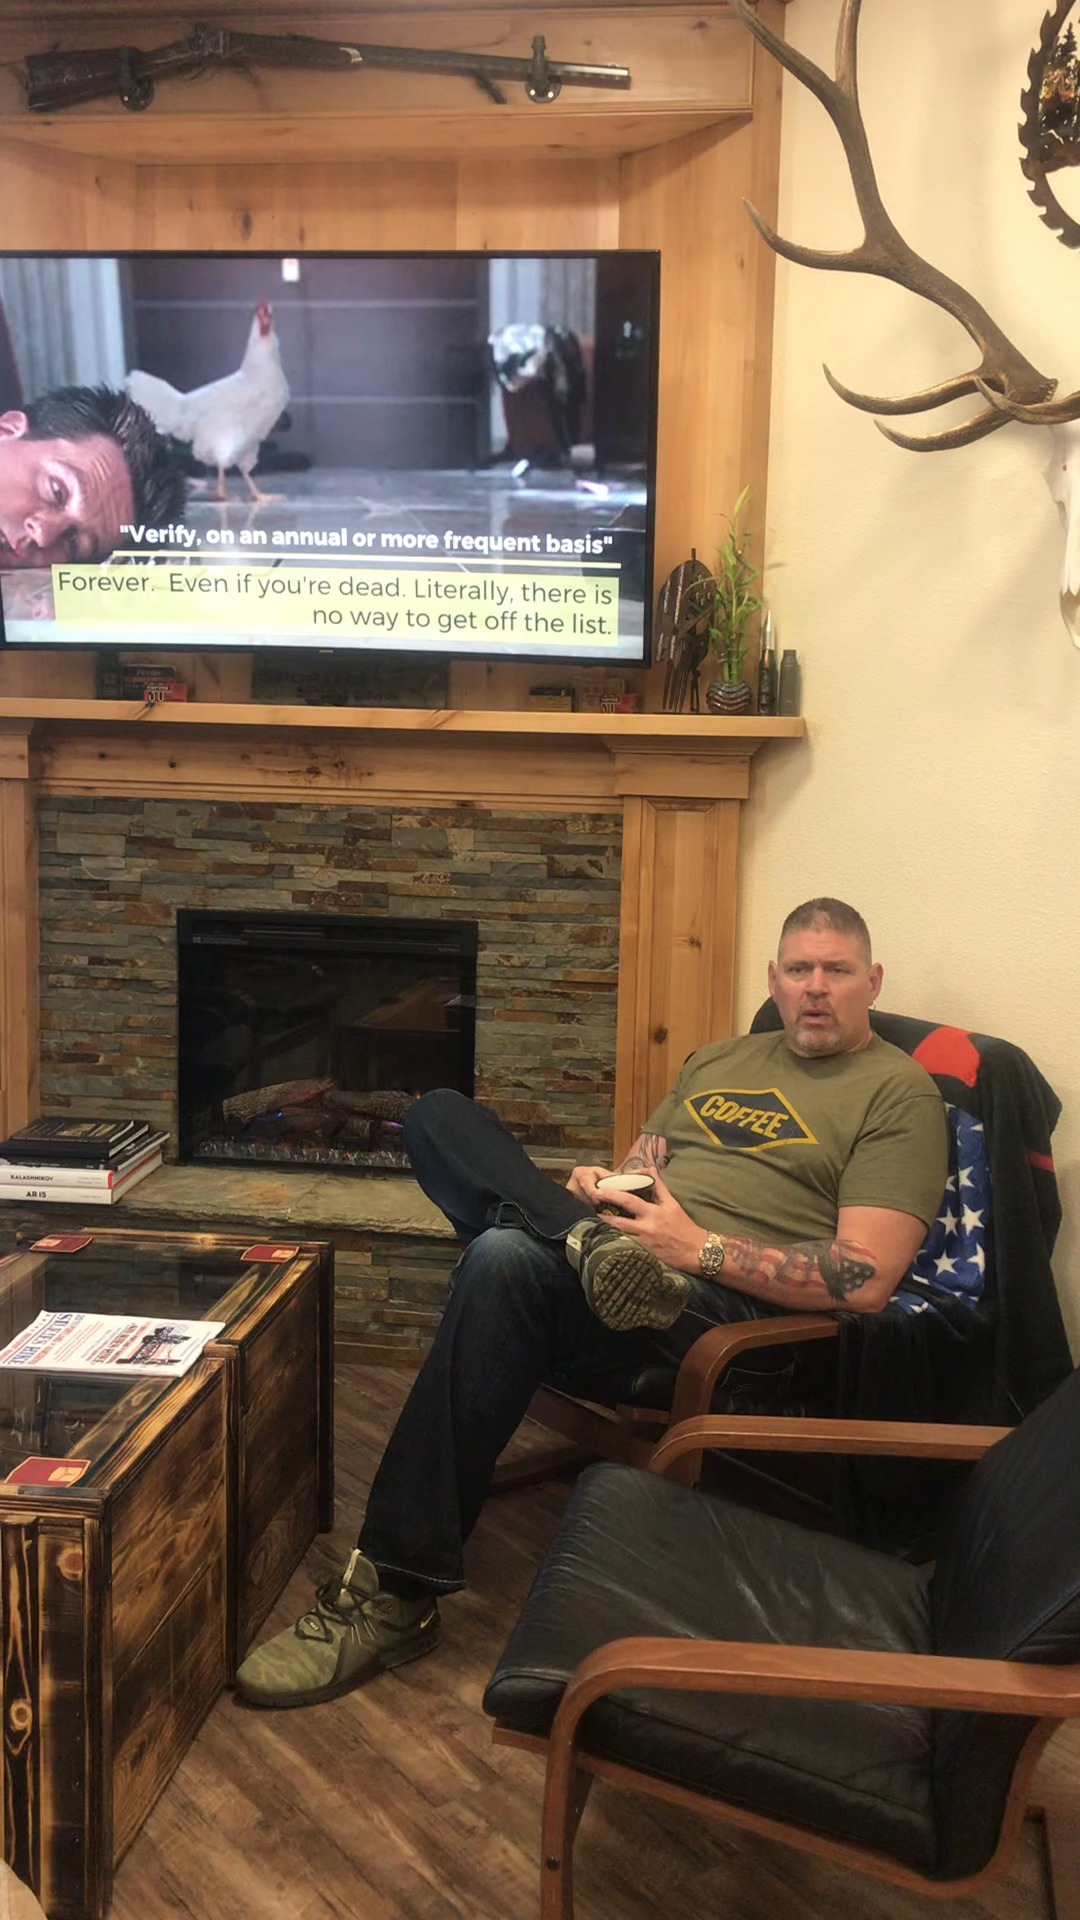 "Verify, on an annual or more frequent basis"
Forever. Even if you're dead. Literally, there is
no way to get off the list.
COFFEE
KALASHNIKOV
AR15